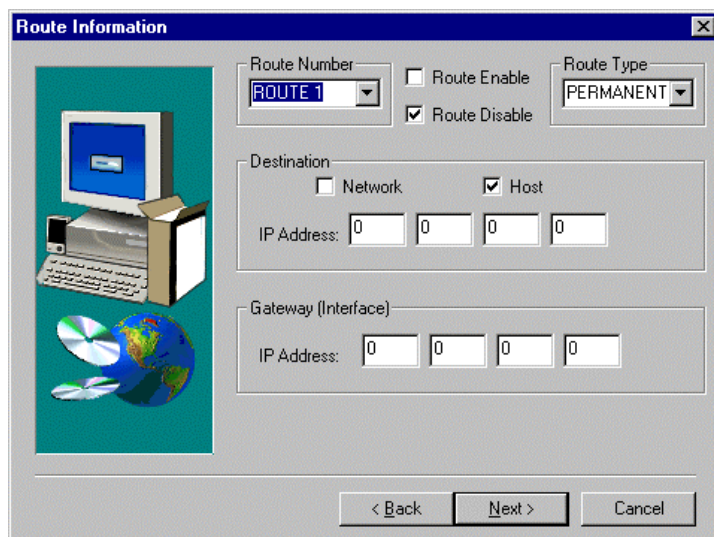 Route Information
Route Number
ROUTE 1
Route Enable
Route Disable
Route Type
PERMANENT
Destination
Network
Host
IP Address: 0 0 0 0
Gateway (Interface)
IP Address: 0 0 0 0
< Back
Next >
Cancel